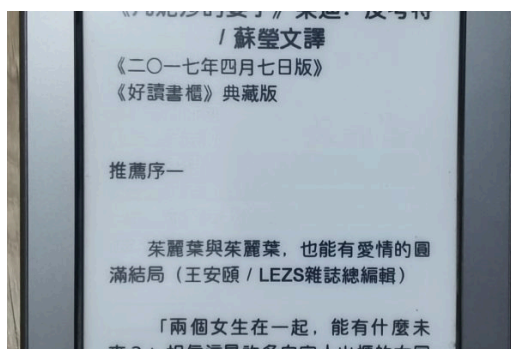 / 蘇瑩文譯
《二〇一七年四月七日版》
《好讀書櫃》典藏版
推薦序一
茱麗葉與茱麗葉，也能有愛情的圓
滿結局（王安頤 / LEZS雜誌總編輯）
「兩個女生在一起，能有什麼未